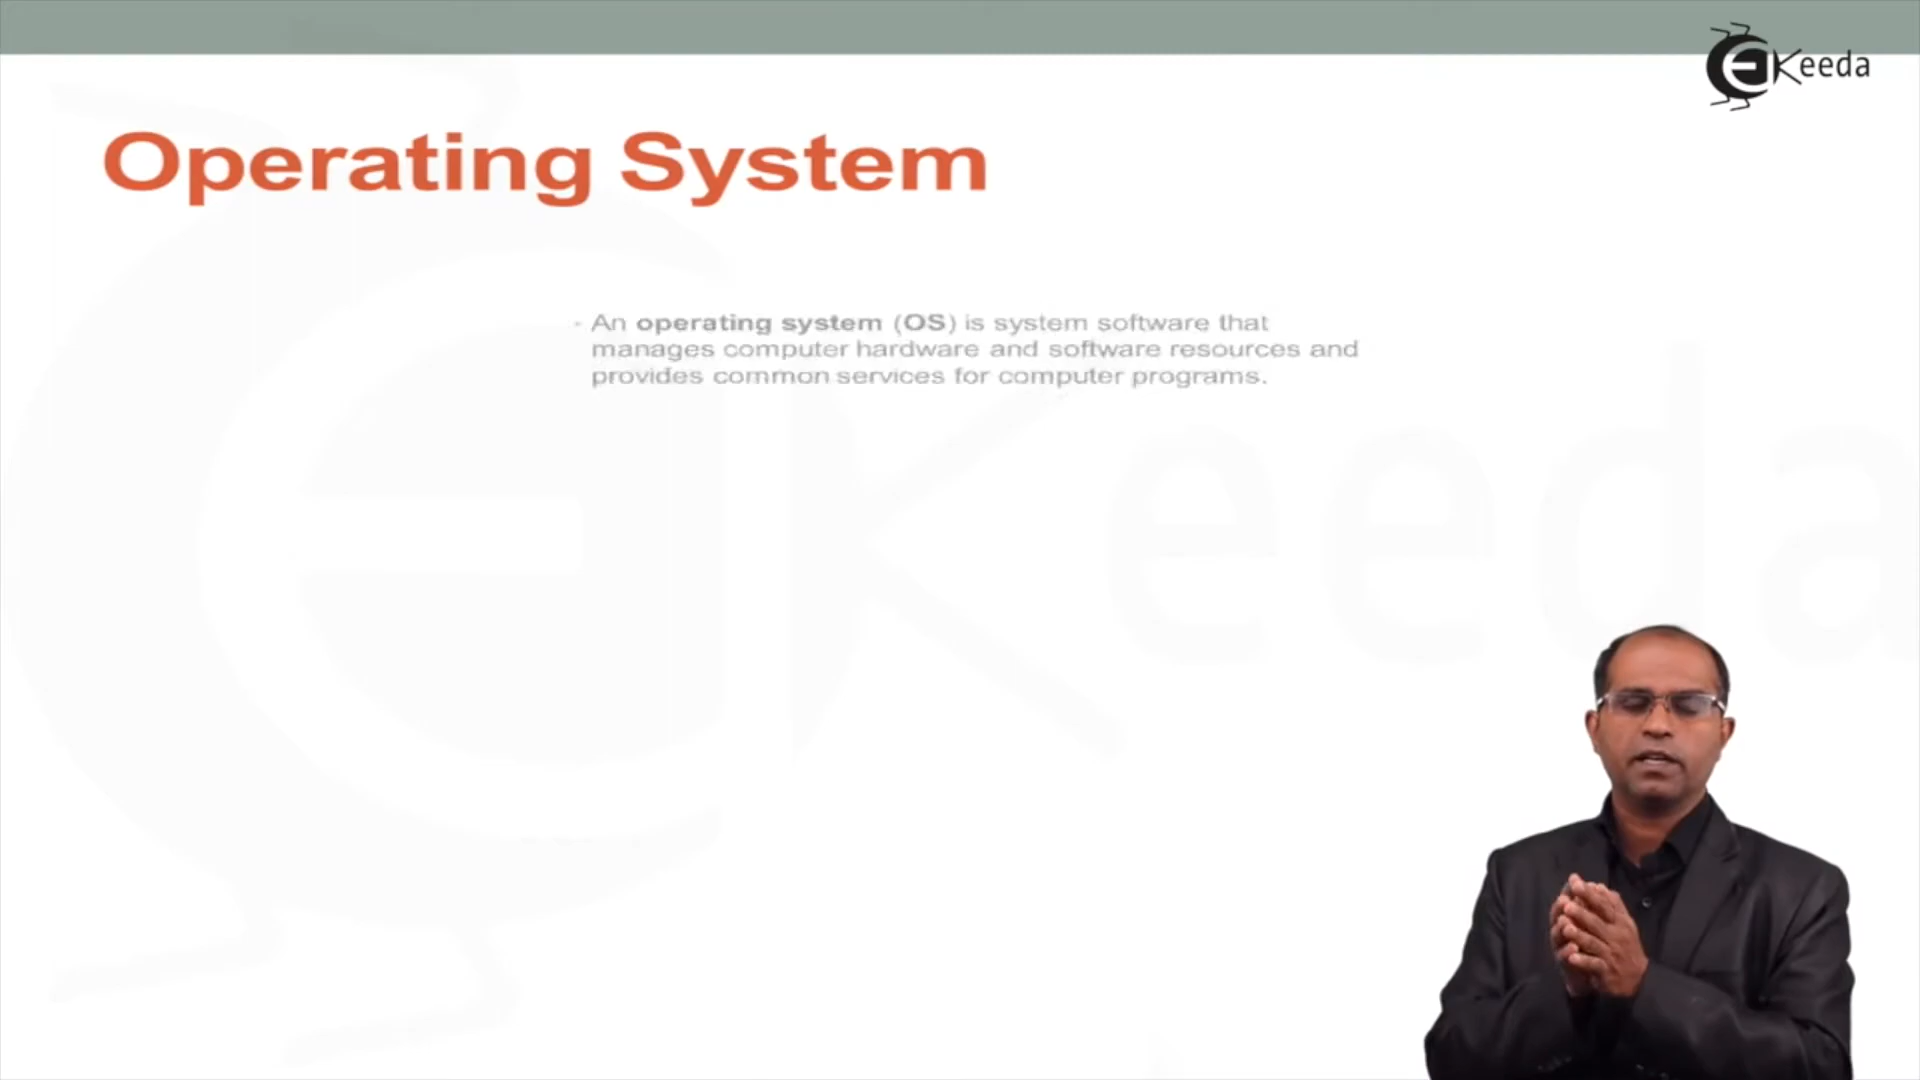 EKeeda
Operating System
- An operating system (OS) is system software that
manages computer hardware and software resources and
provides common services for computer programs.